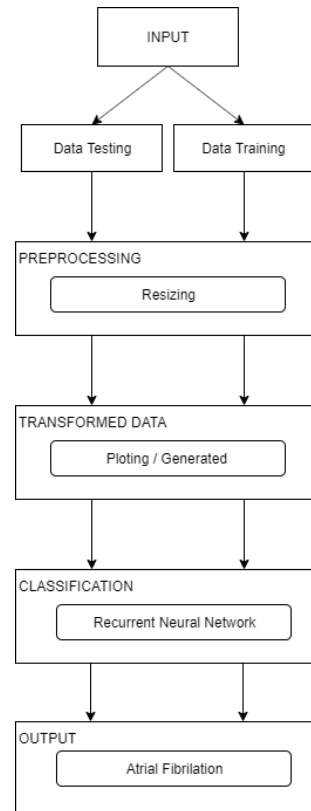 INPUT
Data Testing
Data Training
PREPROCESSING
Resizing
TRANSFORMED DATA
Ploting / Generated
CLASSIFICATION
Recurrent Neural Network
OUTPUT
Atrial Fibrilation